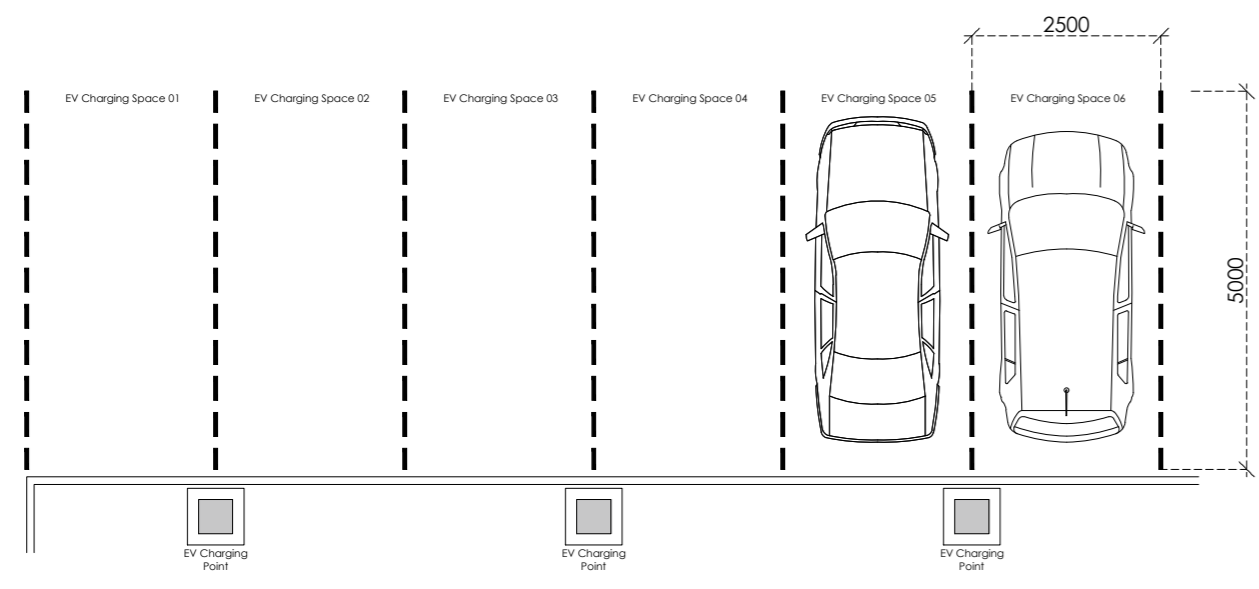 2500
EV Charging Space 01
EV Charging Space 02
EV Charging Space 03
EV Charging Space 04
EV Charging Space 05
EV Charging Space 06
5000
EV Charging
Point
EV Charging
Point
EV Charging
Point